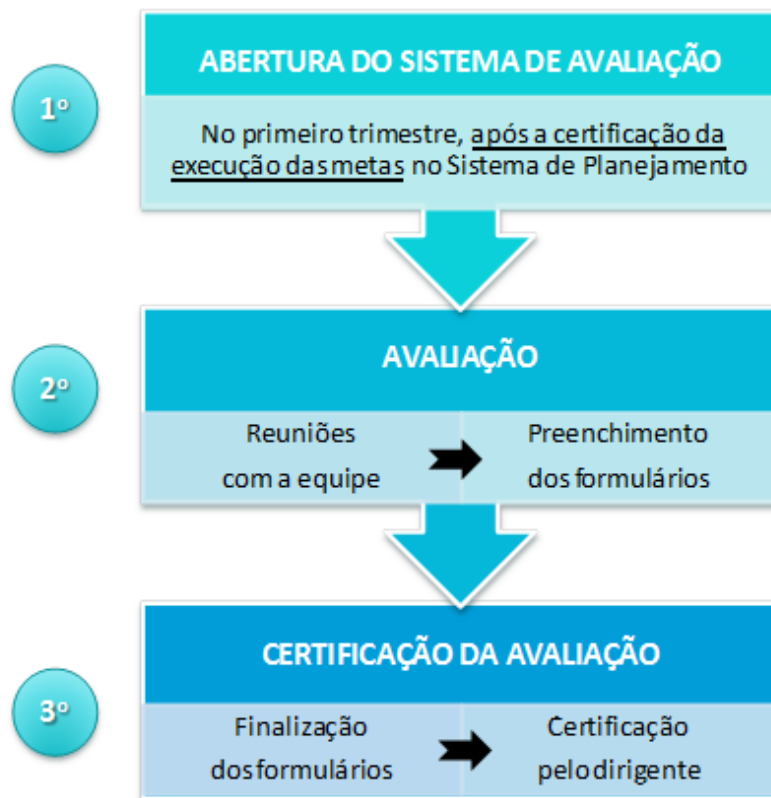 1º
ABERTURA DO SISTEMA DE AVALIAÇÃO
No primeiro trimestre, após a certificação da
execução das metas no Sistema de Planejamento
2º
AVALIAÇÃO
Reuniões
com a equipe
Preenchimento
dos formulários
3º
CERTIFICAÇÃO DA AVALIAÇÃO
Finalização
dos formulários
Certificação
pelo dirigente